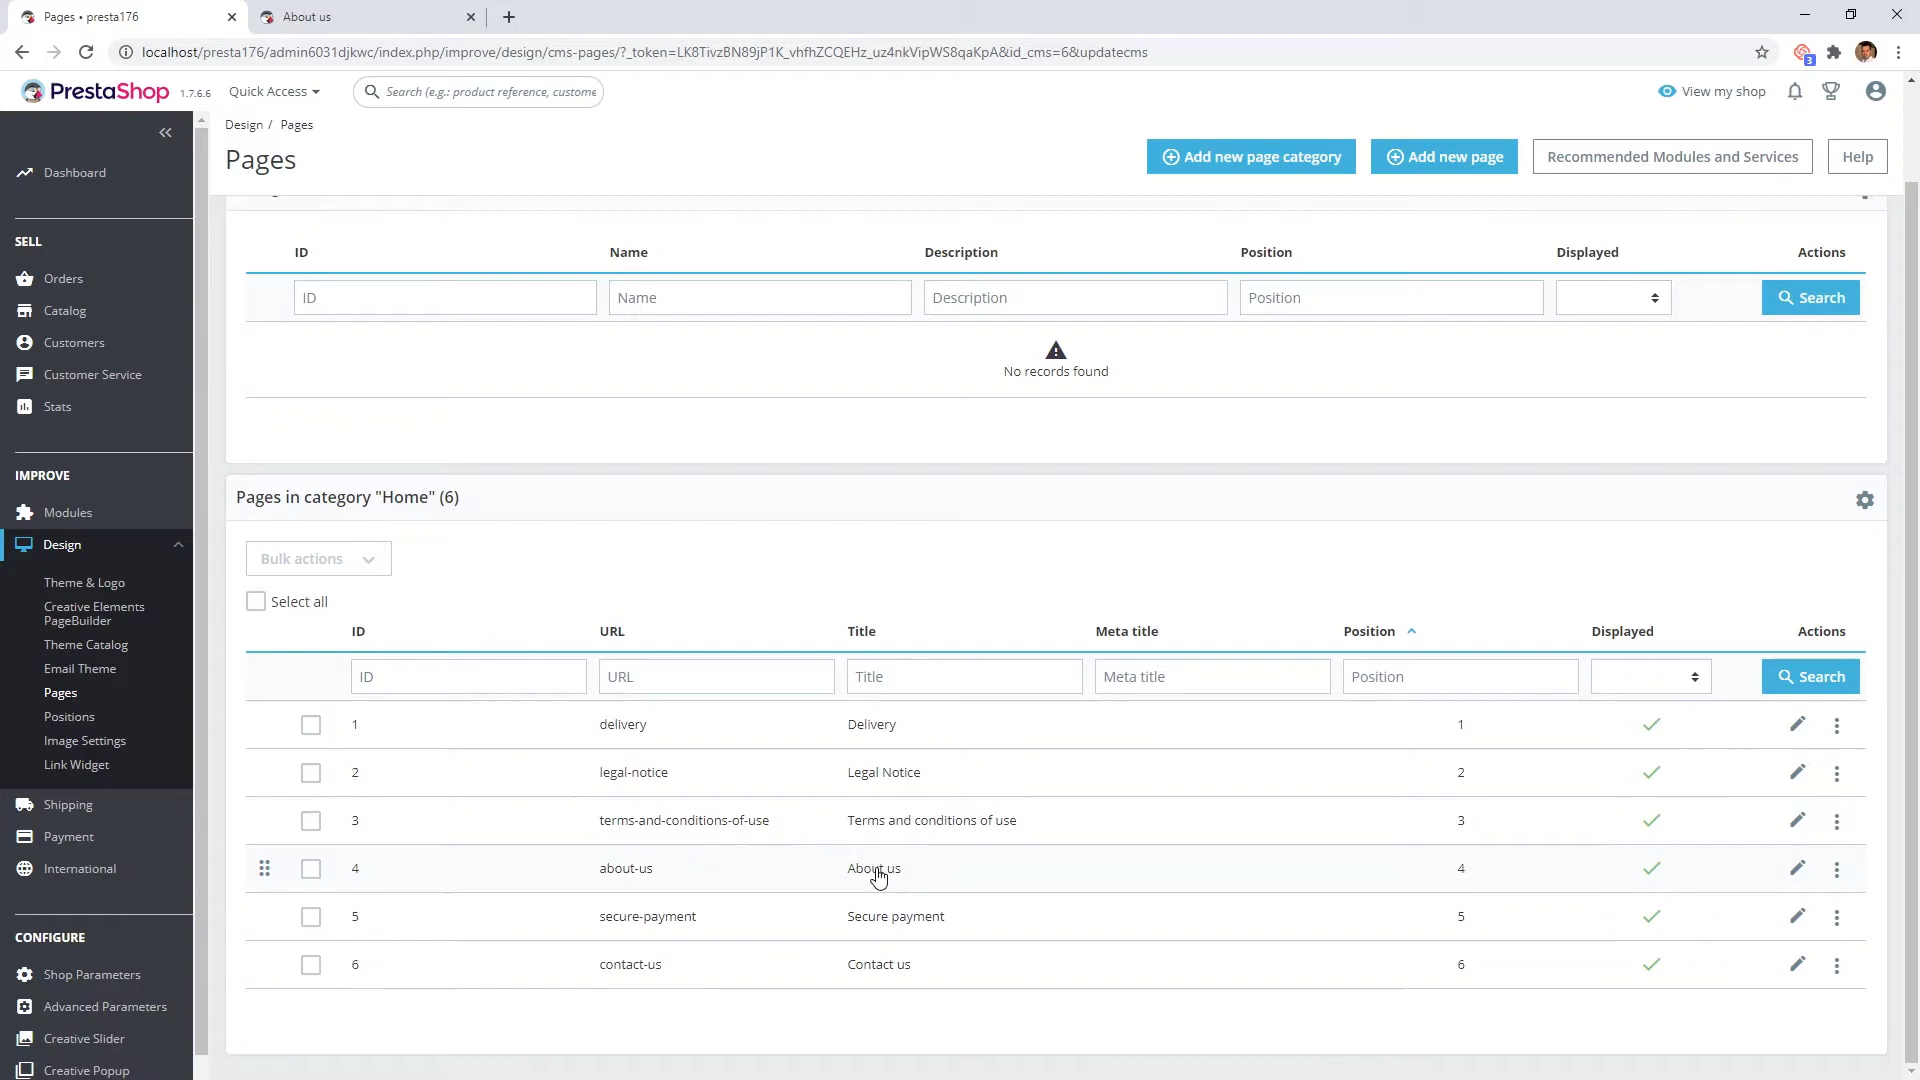 Pages • presta176
About us
localhost/presta176/admin6031djkwc/index.php/improve/design/cms-pages/?_token=LK8TivzBN89jP1K_vhfhZCQEHz_uz4nkVipWS8qaKpA&id_cms=6&updatecms
3
PrestaShop 1.7.6.6
Quick Access
Search (e.g.: product reference, custome
View my shop
Design / Pages
Pages
Add new page category
Add new page
Recommended Modules and Services
Help
Dashboard
SELL
Orders
Catalog
Customers
Customer Service
Stats
IMPROVE
Modules
Design
Theme & Logo
Creative Elements
PageBuilder
Theme Catalog
Email Theme
Pages
Positions
Image Settings
Link Widget
Shipping
Payment
International
CONFIGURE
Shop Parameters
Advanced Parameters
Creative Slider
Creative Popup
ID Name Description Position Displayed Actions
ID Name Description Position Search
No records found
Pages in category "Home" (6)
Bulk actions
Select all
ID URL Title Meta title Position Displayed Actions
ID URL Title Meta title Position Search
1 delivery Delivery 1
2 legal-notice Legal Notice 2
3 terms-and-conditions-of-use Terms and conditions of use 3
4 about-us About us 4
5 secure-payment Secure payment 5
6 contact-us Contact us 6